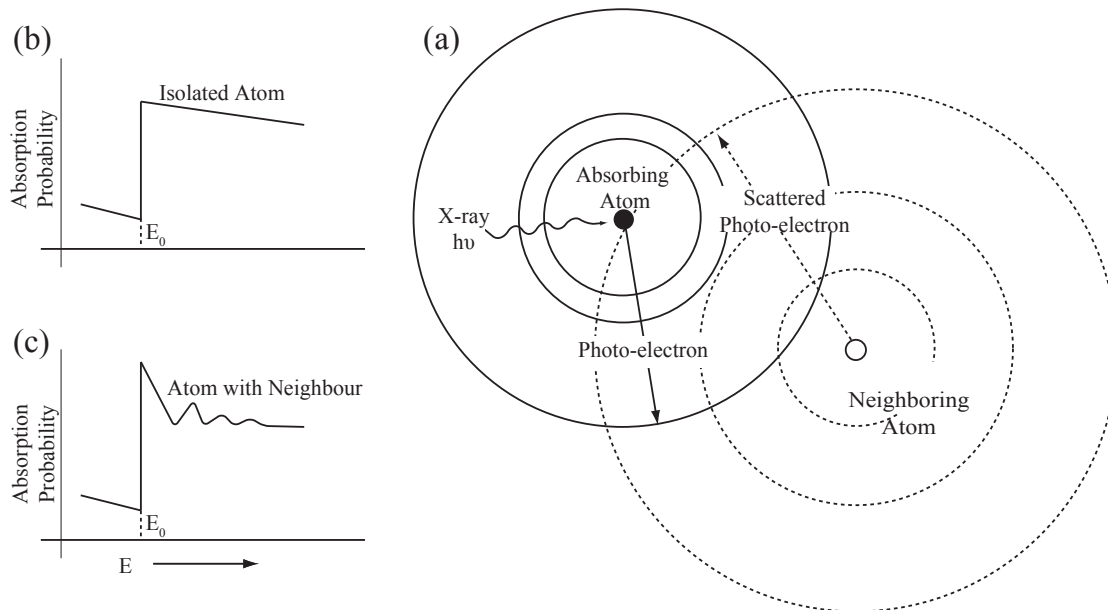 (b)
Absorption
Probability
Isolated Atom
E₀
(c)
Absorption
Probability
Atom with Neighbour
E₀
E
(a)
Absorbing
Atom
X-ray
hυ
Scattered
Photo-electron
Photo-electron
Neighboring
Atom